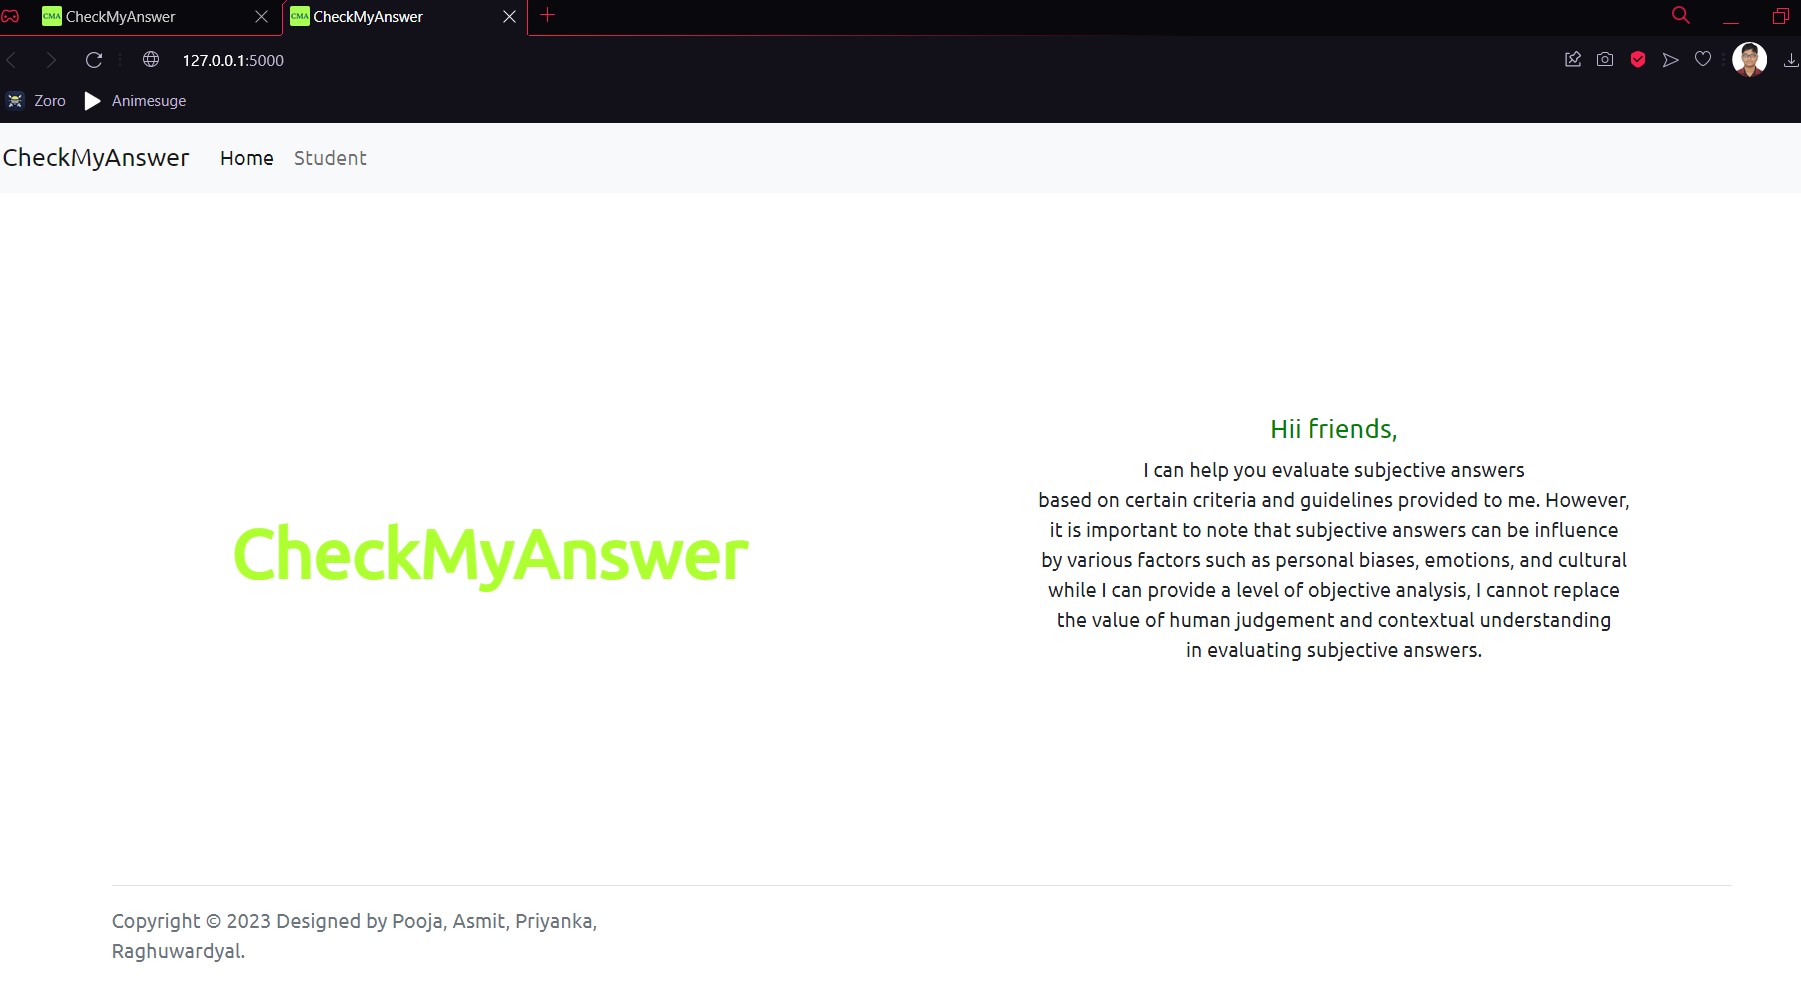 CMA CheckMyAnswer CMA CheckMyAnswer
127.0.0.1:5000
Zoro Animesuge
CheckMyAnswer Home Student
Hii friends,
I can help you evaluate subjective answers
based on certain criteria and guidelines provided to me. However,
it is important to note that subjective answers can be influence
by various factors such as personal biases, emotions, and cultural
while I can provide a level of objective analysis, I cannot replace
the value of human judgement and contextual understanding
in evaluating subjective answers.
CheckMyAnswer
Copyright © 2023 Designed by Pooja, Asmit, Priyanka,
Raghuwardyal.